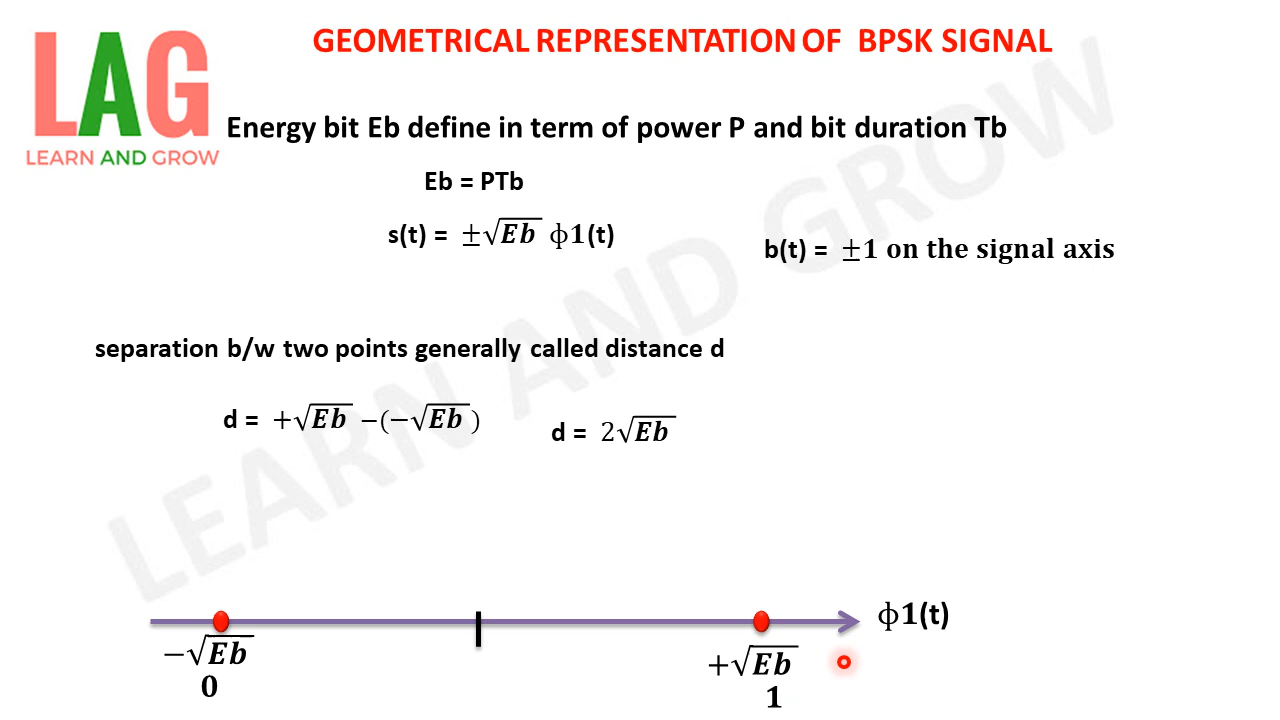 LAG
LEARN AND GROW
GEOMETRICAL REPRESENTATION OF BPSK SIGNAL
Energy bit Eb define in term of power P and bit duration Tb
Eb = PTb
s(t) = ±√Eb ϕ1(t)
b(t) = ±1 on the signal axis
separation b/w two points generally called distance d
d = +√Eb −(−√Eb)
d = 2√Eb
ϕ1(t)
−√Eb
0
+√Eb
1
LEARN AND GROW